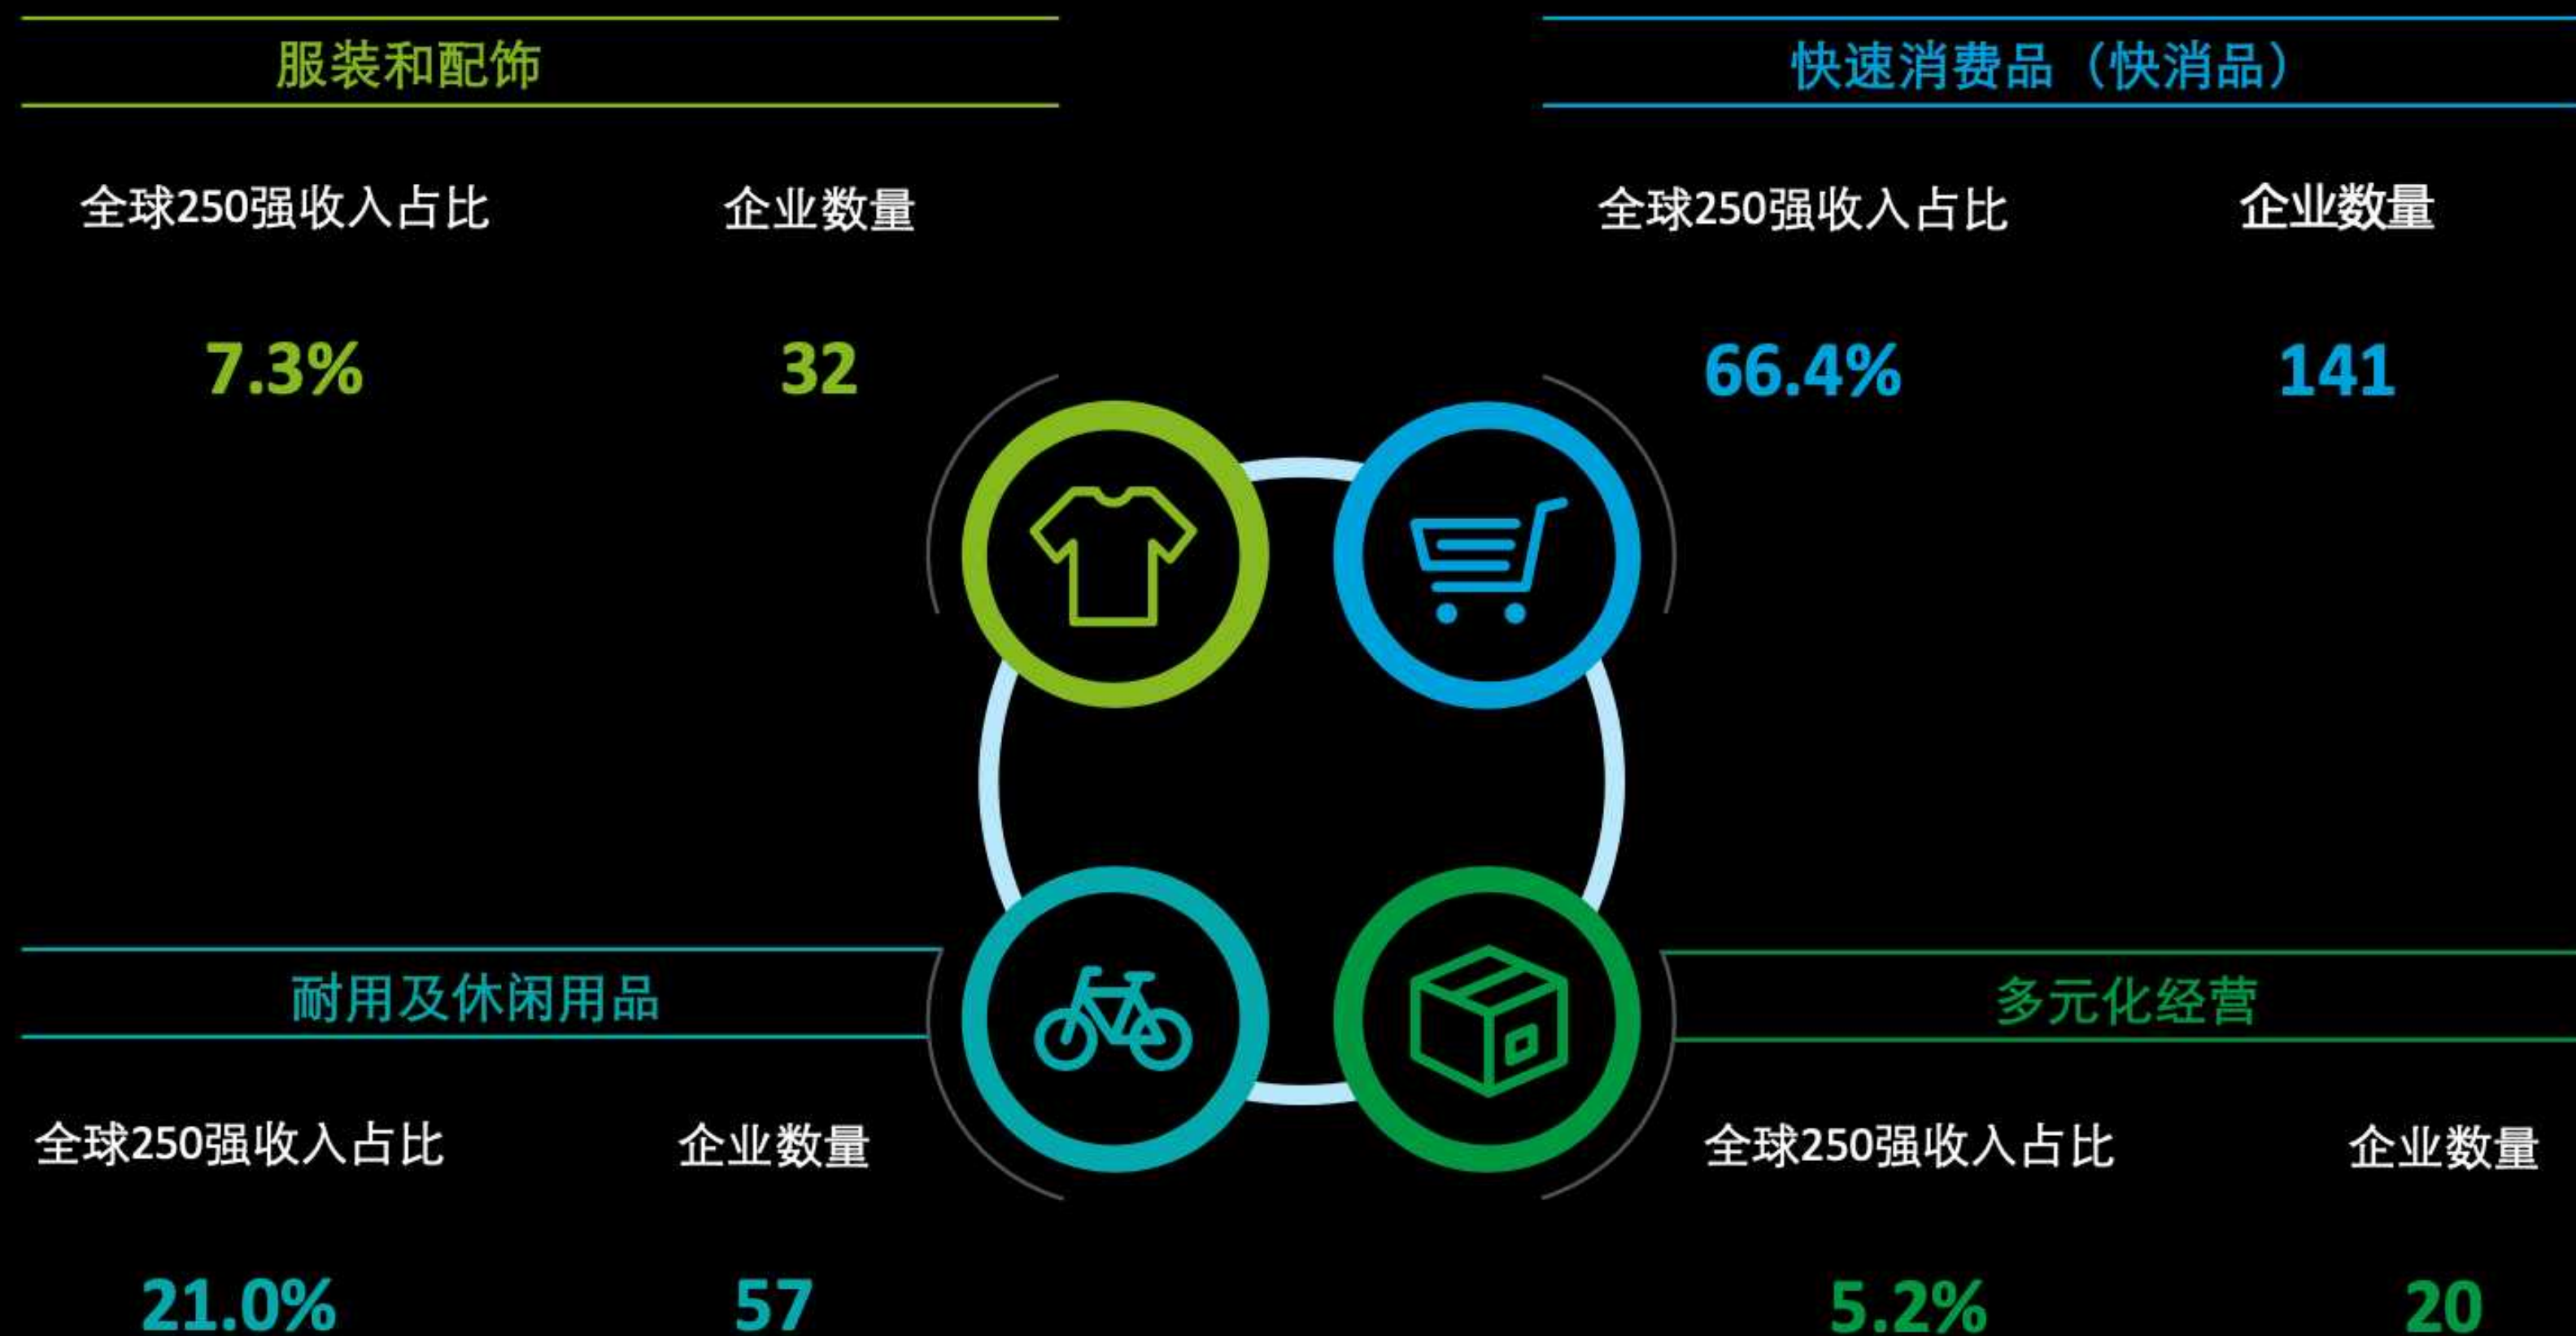 服装和配饰
全球250强收入占比 企业数量
7.3% 32
快速消费品（快消品）
全球250强收入占比 企业数量
66.4% 141
耐用及休闲用品
全球250强收入占比 企业数量
21.0% 57
多元化经营
全球250强收入占比 企业数量
5.2% 20